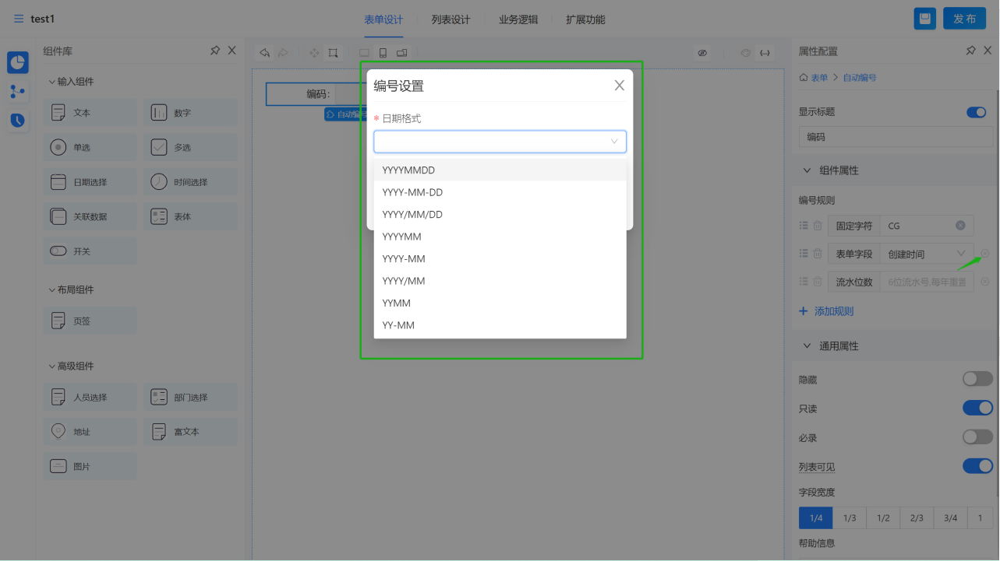 test1
表单设计
列表设计
业务逻辑
扩展功能
发布
组件库
输入组件
文本
数字
单选
多选
日期选择
时间选择
关联数据
表体
开关
布局组件
页签
高级组件
人员选择
部门选择
地址
富文本
图片
编码:
自动编号
编号设置
* 日期格式
YYYYMMDD
YYYY-MM-DD
YYYY/MM/DD
YYYYMM
YYYY-MM
YYYY/MM
YYMM
YY-MM
属性配置
表单 > 自动编号
显示标题
编码
组件属性
编号规则
固定字符 CG
表单字段 创建时间
流水位数 6位流水号,每年重置
+ 添加规则
通用属性
隐藏
只读
必录
列表可见
字段宽度
1/4 1/3 1/2 2/3 3/4 1
帮助信息